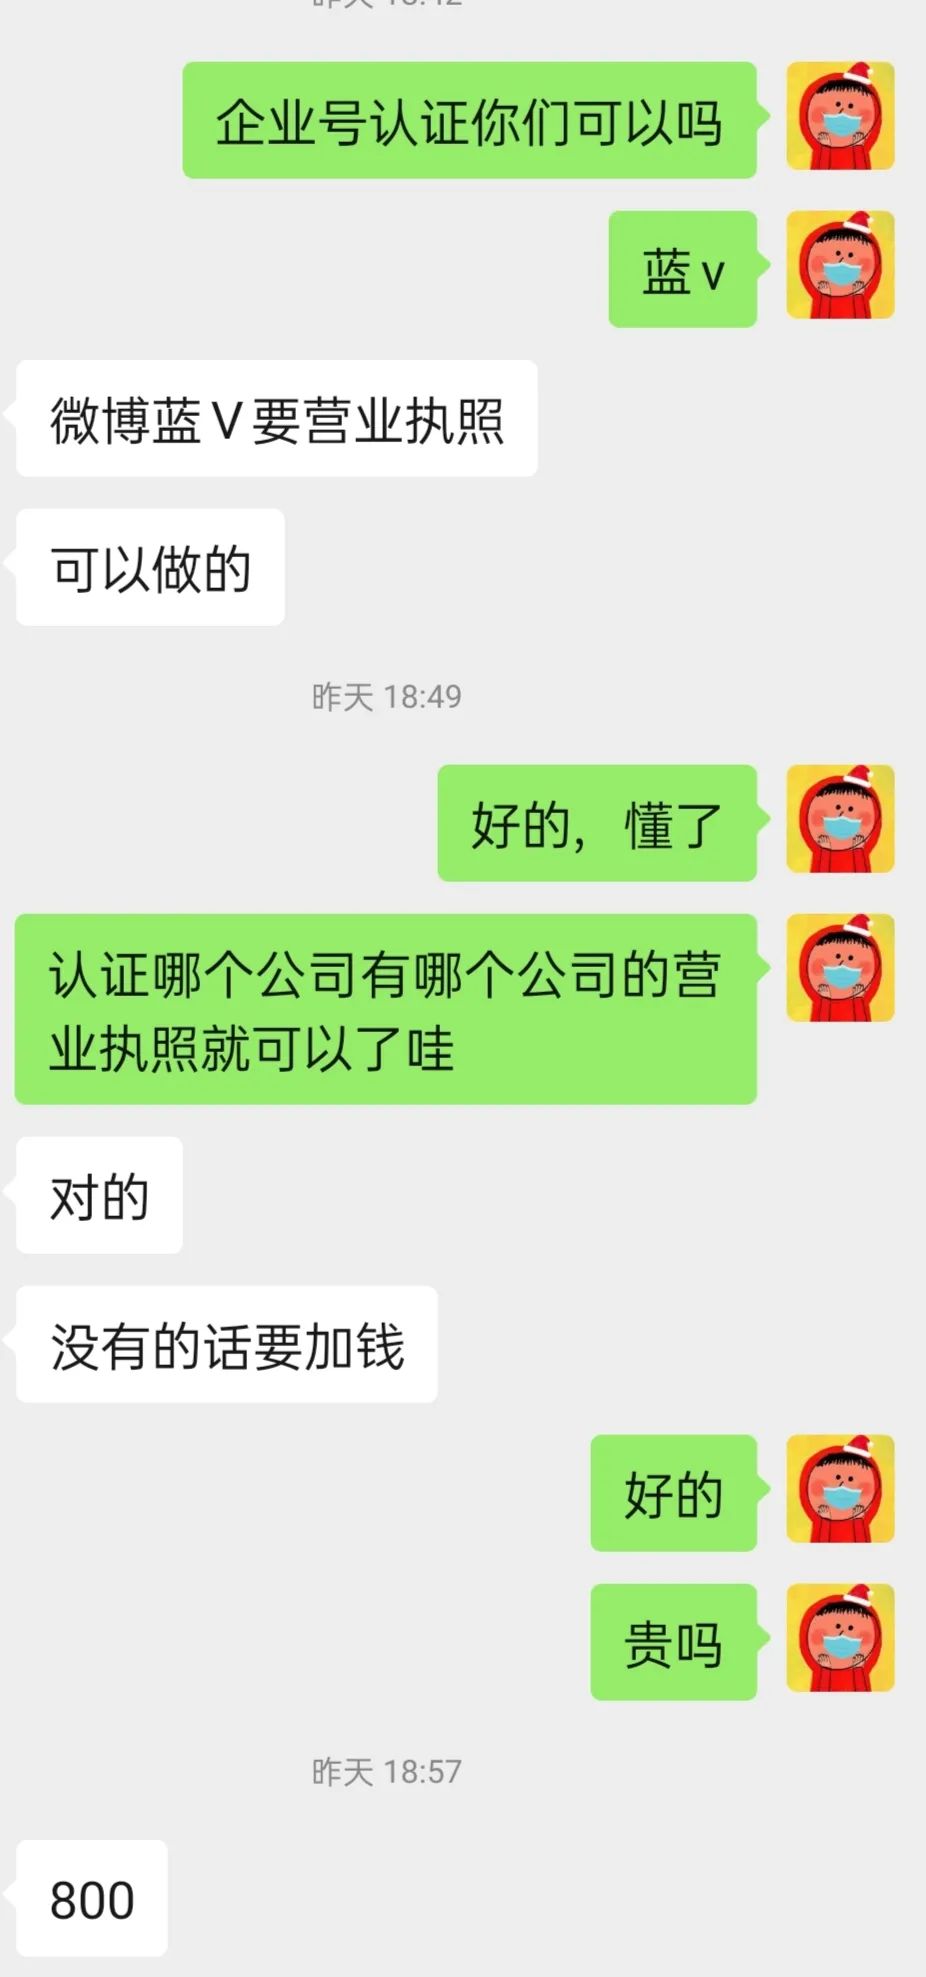 企业号认证你们可以吗
蓝v
微博蓝V要营业执照
可以做的
昨天 18:49
好的，懂了
认证哪个公司有哪个公司的营
业执照就可以了哇
对的
没有的话要加钱
好的
贵吗
昨天 18:57
800